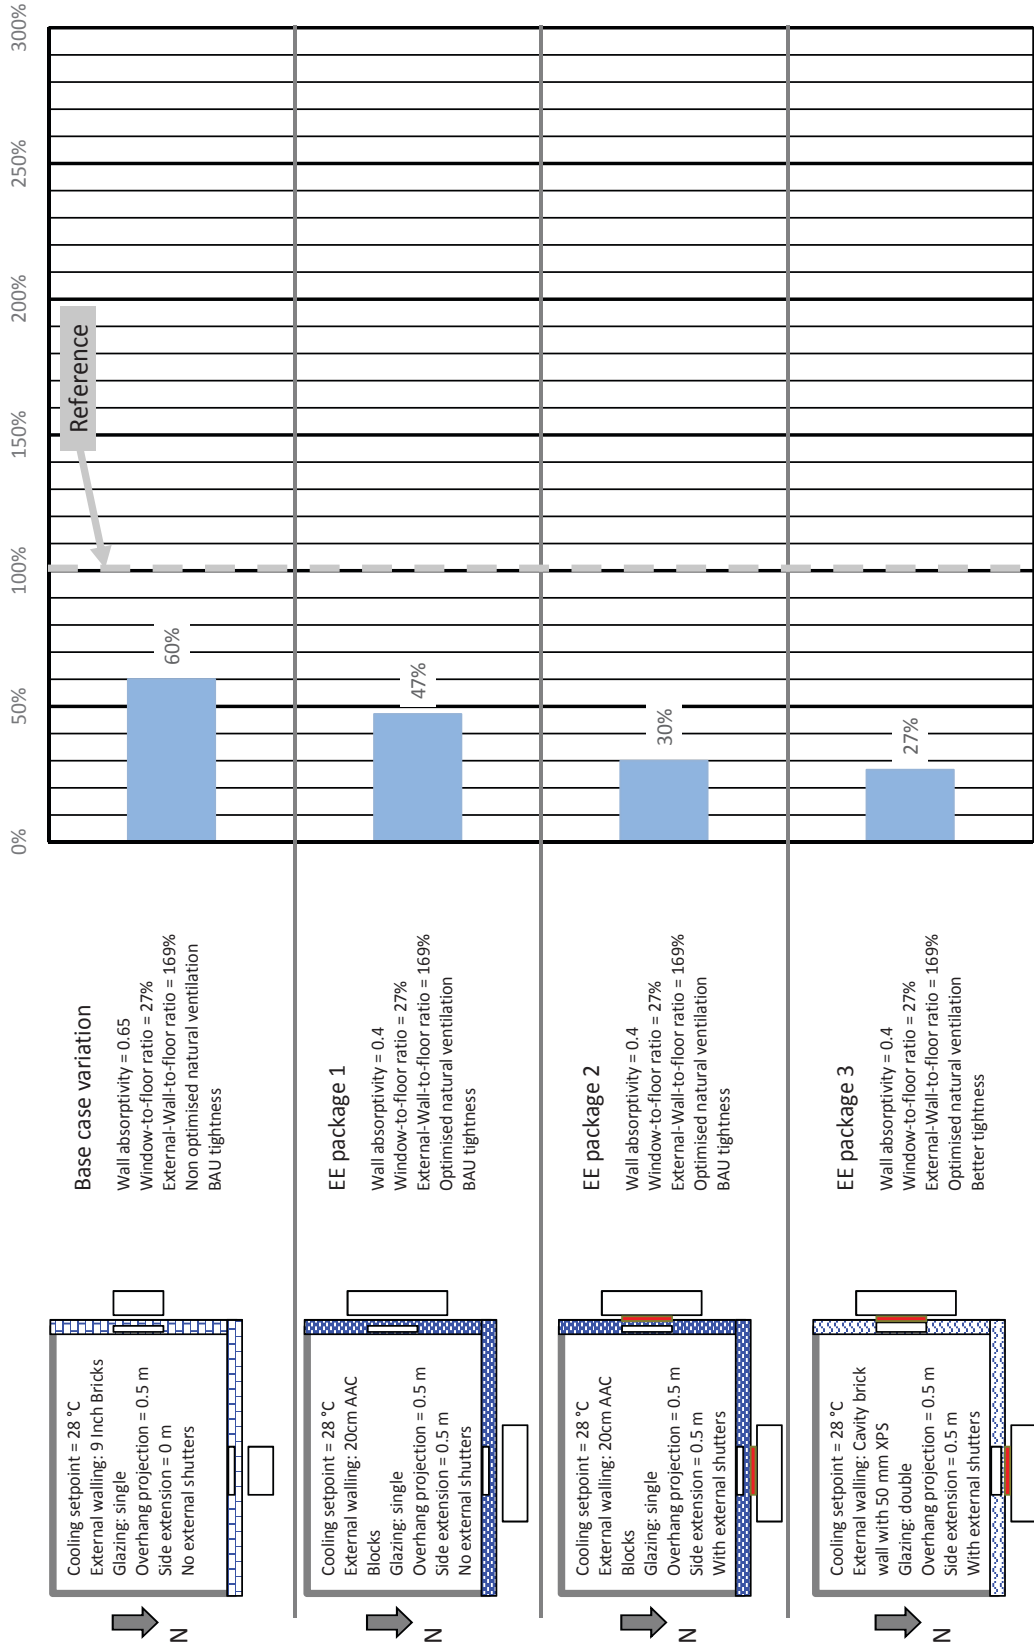 0%
50%
100%
150%
200%
250%
300%
Reference
Base case variation
Wall absorptivity = 0.65
Window-to-floor ratio = 27%
External-Wall-to-floor ratio = 169%
Non optimised natural ventilation
BAU tightness
Cooling setpoint = 28 °C
External walling: 9 Inch Bricks
Glazing: single
Overhang projection = 0.5 m
Side extension = 0 m
No external shutters
N
60%
EE package 1
Wall absorptivity = 0.4
Window-to-floor ratio = 27%
External-Wall-to-floor ratio = 169%
Optimised natural ventilation
BAU tightness
Cooling setpoint = 28 °C
External walling: 20cm AAC
Blocks
Glazing: single
Overhang projection = 0.5 m
Side extension = 0.5 m
No external shutters
N
47%
EE package 2
Wall absorptivity = 0.4
Window-to-floor ratio = 27%
External-Wall-to-floor ratio = 169%
Optimised natural ventilation
BAU tightness
Cooling setpoint = 28 °C
External walling: 20cm AAC
Blocks
Glazing: single
Overhang projection = 0.5 m
Side extension = 0.5 m
With external shutters
N
30%
EE package 3
Wall absorptivity = 0.4
Window-to-floor ratio = 27%
External-Wall-to-floor ratio = 169%
Optimised natural ventilation
Better tightness
Cooling setpoint = 28 °C
External walling: Cavity brick
wall with 50 mm XPS
Glazing: double
Overhang projection = 0.5 m
Side extension = 0.5 m
With external shutters
N
27%